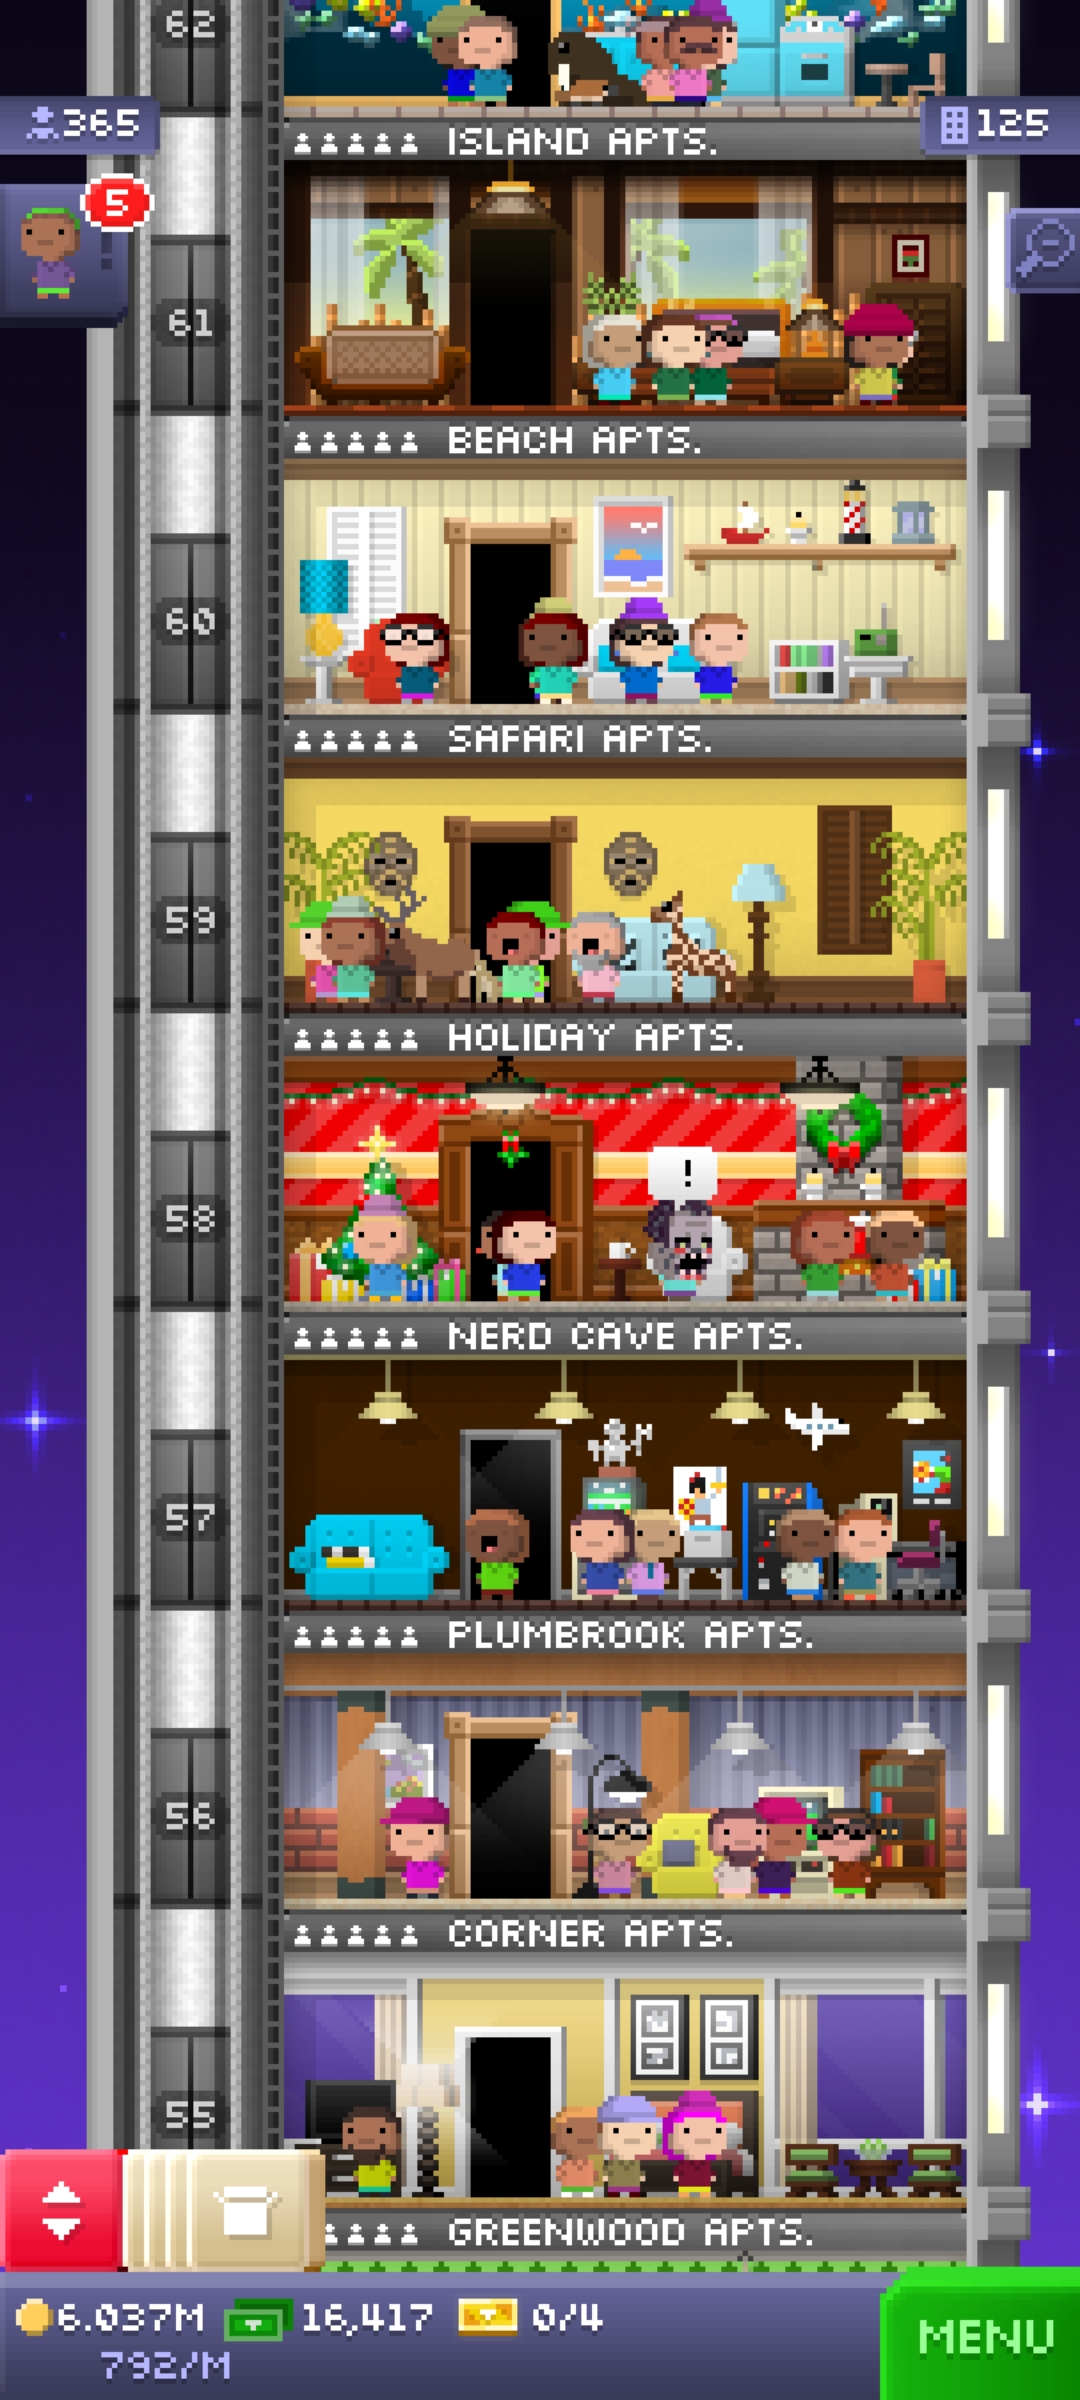 62
365
125
ISLAND APTS.
5
61
BEACH APTS.
60
SAFARI APTS.
59
HOLIDAY APTS.
!
58
NERD CAVE APTS.
57
PLUMBROOK APTS.
56
CORNER APTS.
55
GREENWOOD APTS.
6.037M 16,417 0/4
792/M
MENU